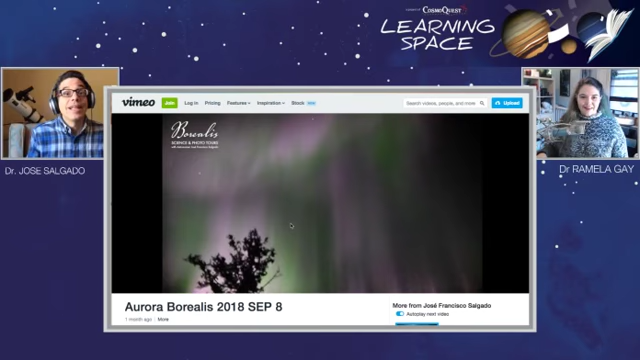 COSMOQUEST
LEARNING
SPACE
vimeo Join Log in Pricing Features Inspiration Stock Search videos, people, and more Upload
Borealis
SCIENCE & PHOTO TOURS
Dr. JOSE SALGADO
Dr RAMELA GAY
Aurora Borealis 2018 SEP 8
More from José Francisco Salgado
Autoplay next video
1 month ago More